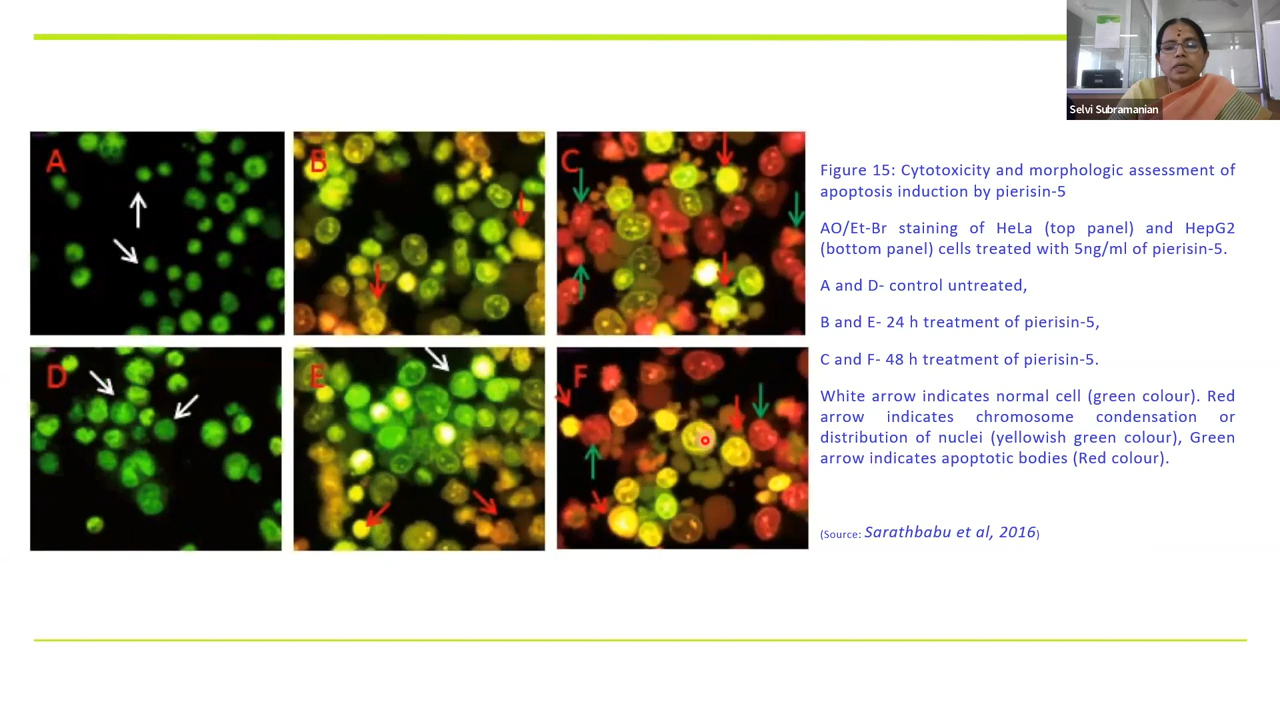 Selvi Subramanian
A
B
C
D
E
F
Figure 15: Cytotoxicity and morphologic assessment of
apoptosis induction by pierisin-5
AO/Et-Br staining of HeLa (top panel) and HepG2
(bottom panel) cells treated with 5ng/ml of pierisin-5.
A and D- control untreated,
B and E- 24 h treatment of pierisin-5,
C and F- 48 h treatment of pierisin-5.
White arrow indicates normal cell (green colour). Red
arrow indicates chromosome condensation or
distribution of nuclei (yellowish green colour), Green
arrow indicates apoptotic bodies (Red colour).
(Source: Sarathbabu et al, 2016)